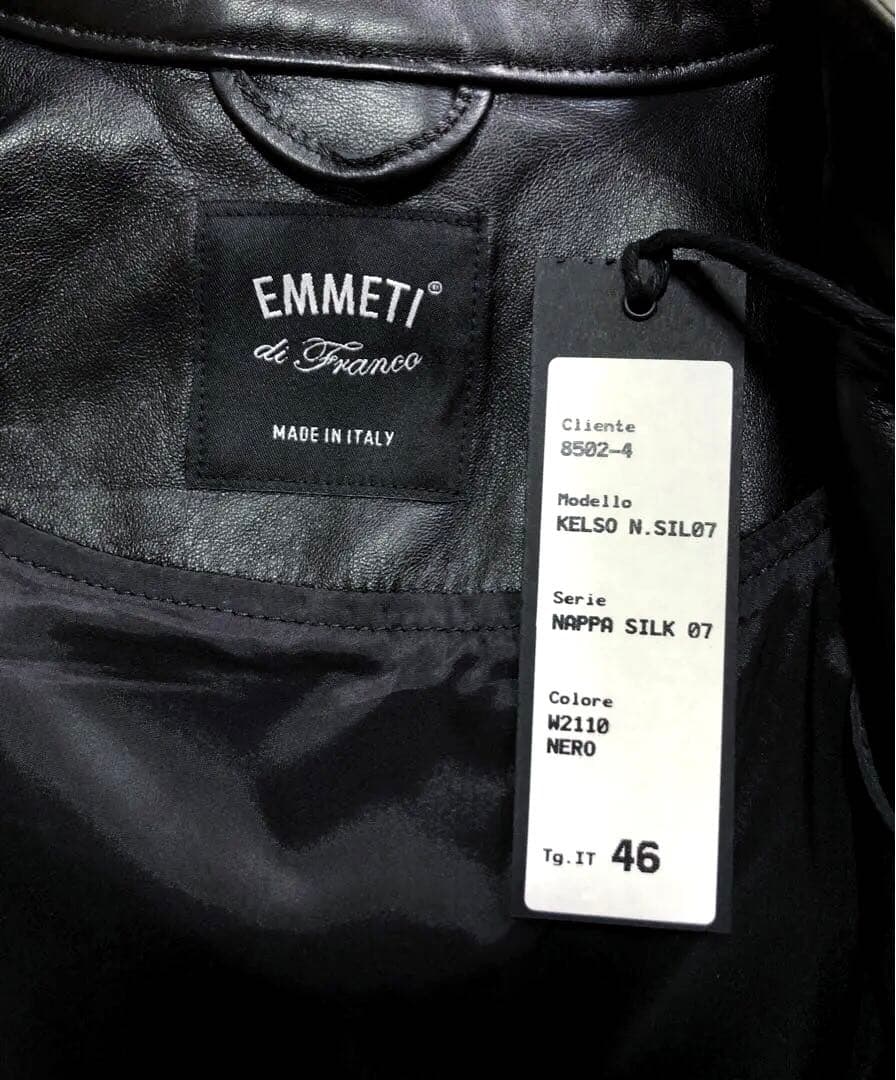 EMMETI®
di Franco
MADE IN ITALY
Cliente
8502-4
Modello
KELSO N.SIL07
Serie
NAPPA SILK 07
Colore
W2110
NERO
Tg.IT 46